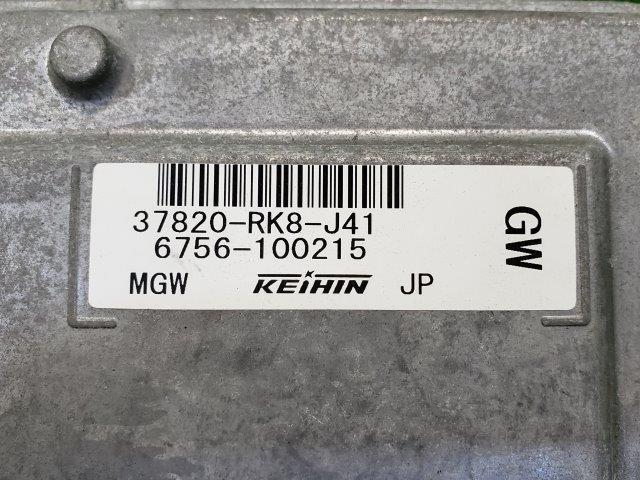 37820-RK8-J41
6756-100215
MGW KEIHIN JP
GW